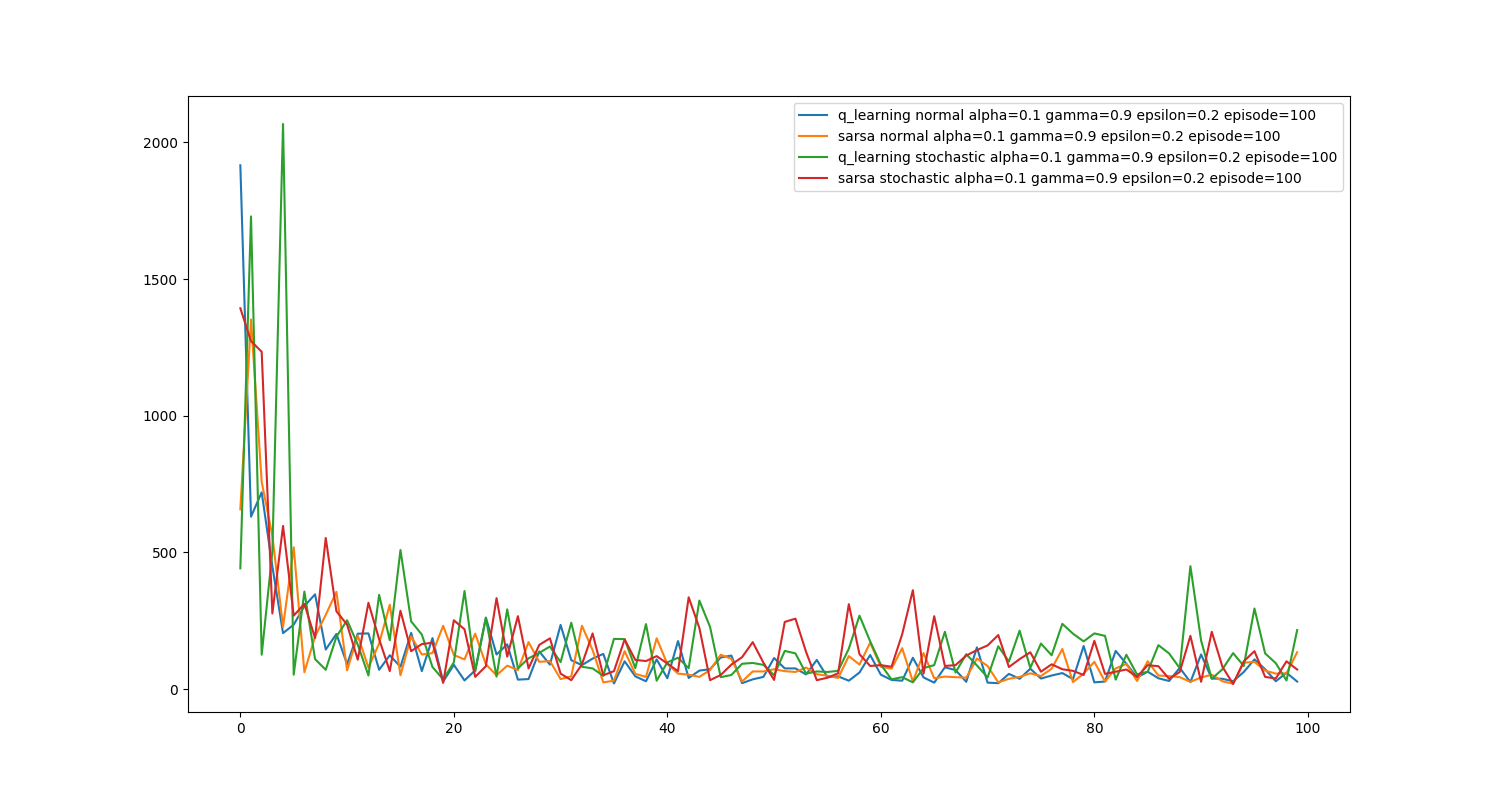 q_learning normal alpha=0.1 gamma=0.9 epsilon=0.2 episode=100
sarsa normal alpha=0.1 gamma=0.9 epsilon=0.2 episode=100
q_learning stochastic alpha=0.1 gamma=0.9 epsilon=0.2 episode=100
sarsa stochastic alpha=0.1 gamma=0.9 epsilon=0.2 episode=100
2000
1500
1000
500
0
0 20 40 60 80 100